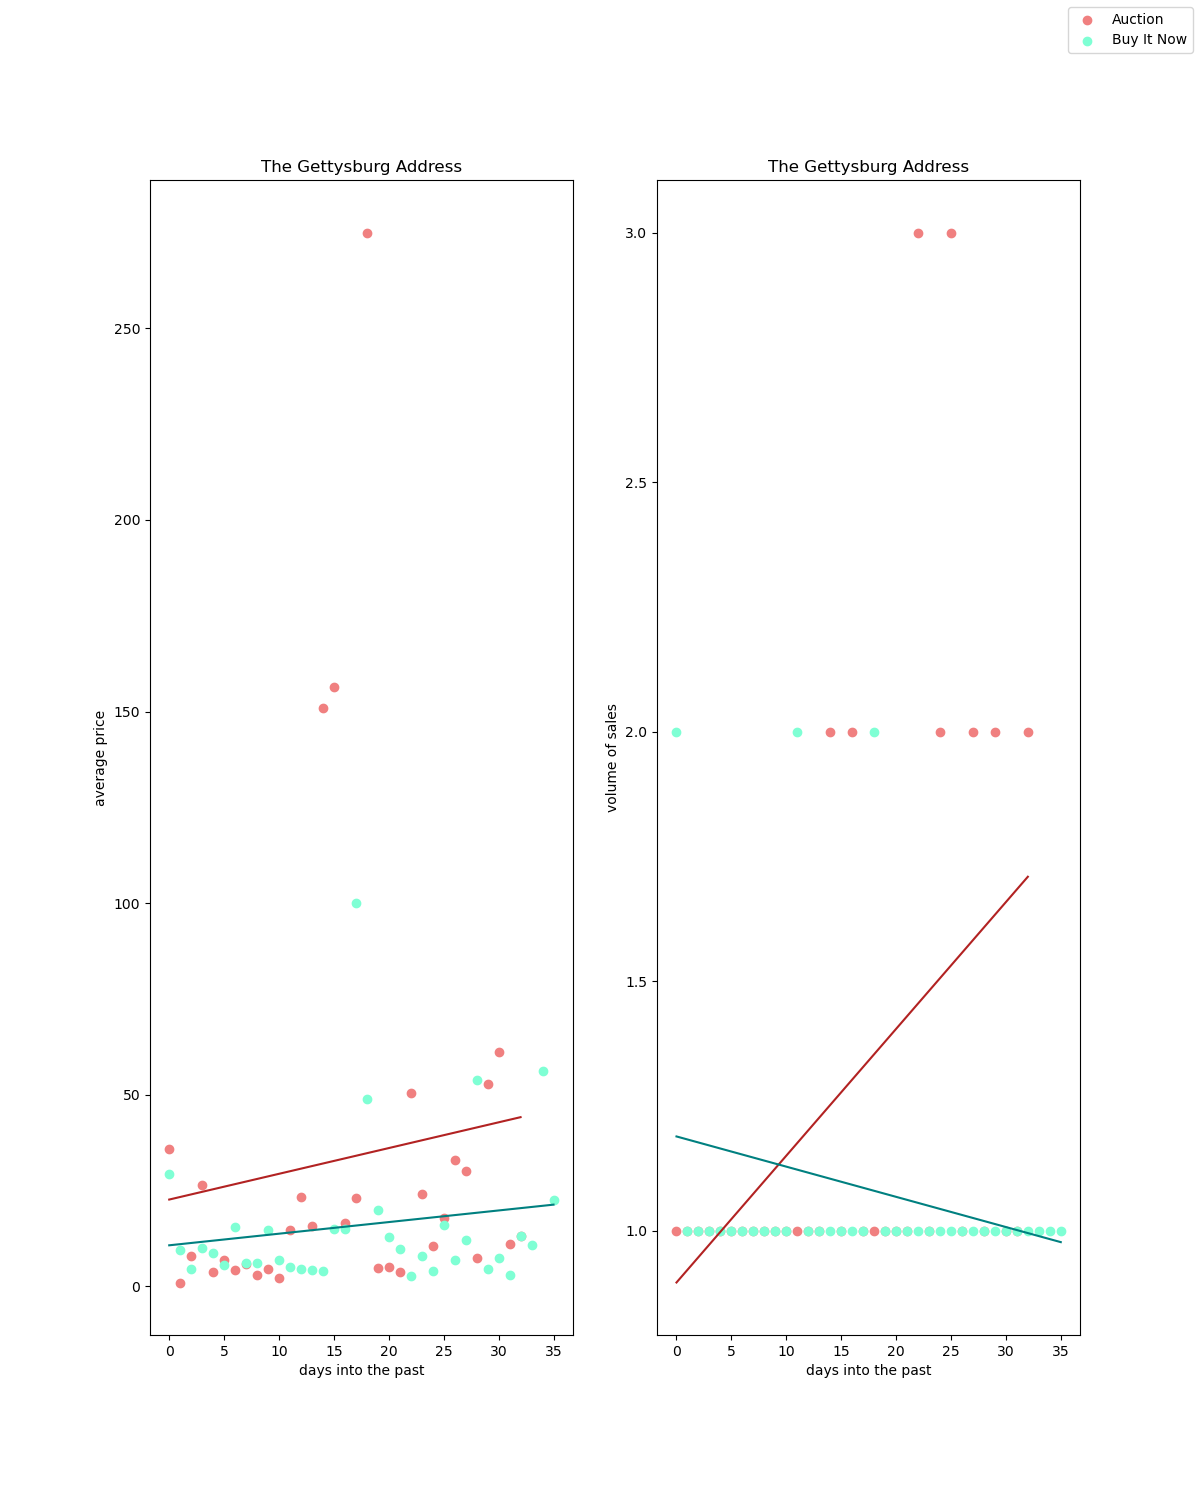 Auction
Buy It Now
The Gettysburg Address
average price
250
200
150
100
50
0
0 5 10 15 20 25 30 35
days into the past
The Gettysburg Address
volume of sales
3.0
2.5
2.0
1.5
1.0
0 5 10 15 20 25 30 35
days into the past